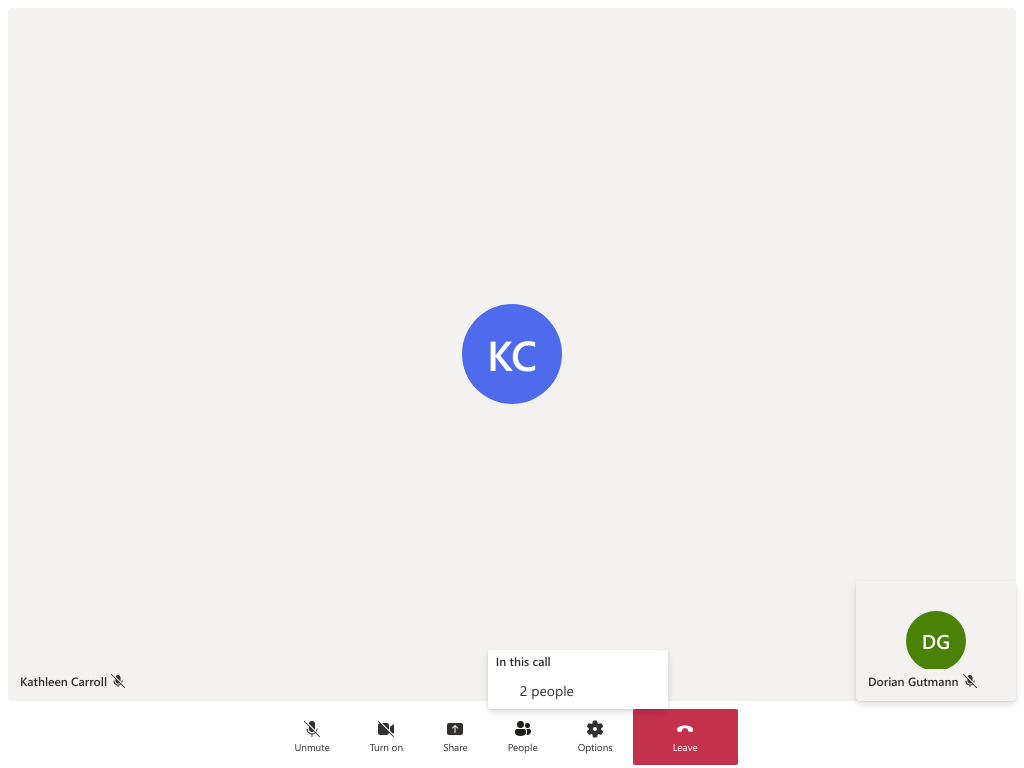 KC
DG
Kathleen Carroll
Dorian Gutmann
In this call
2 people
Unmute
Turn on
Share
People
Options
Leave